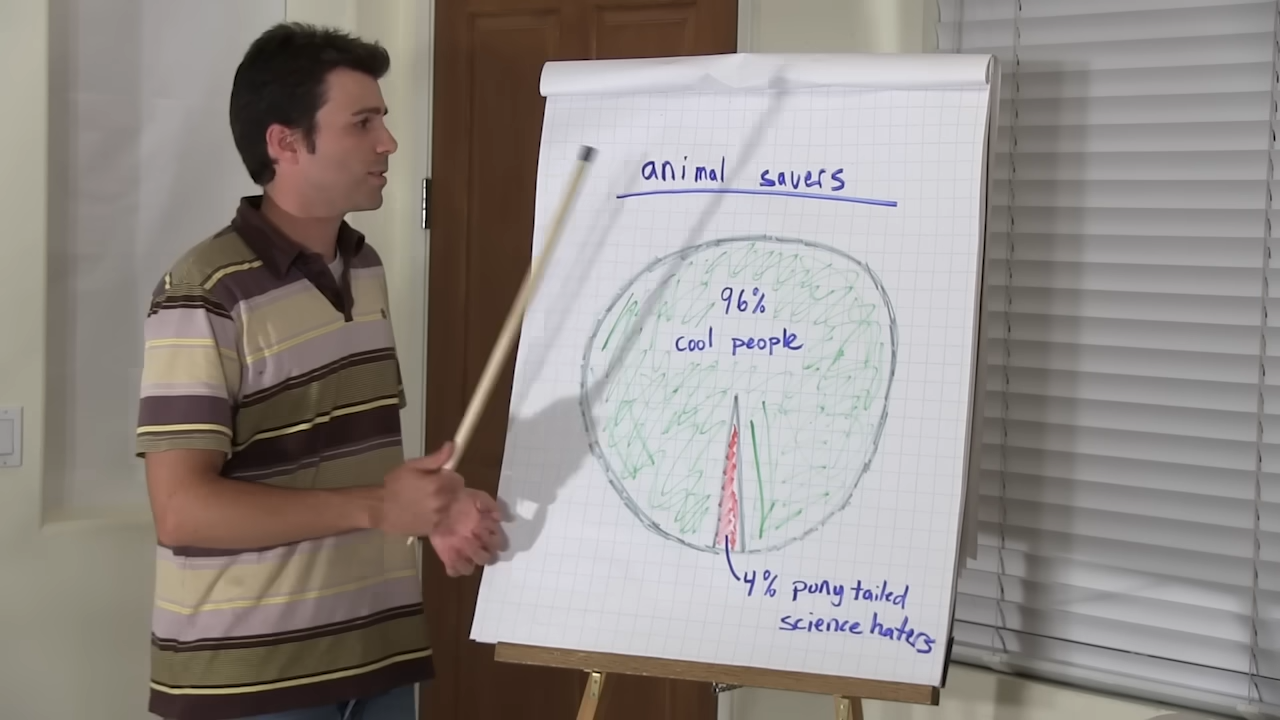 animal savers
96%
cool people
4% pony tailed
science haters